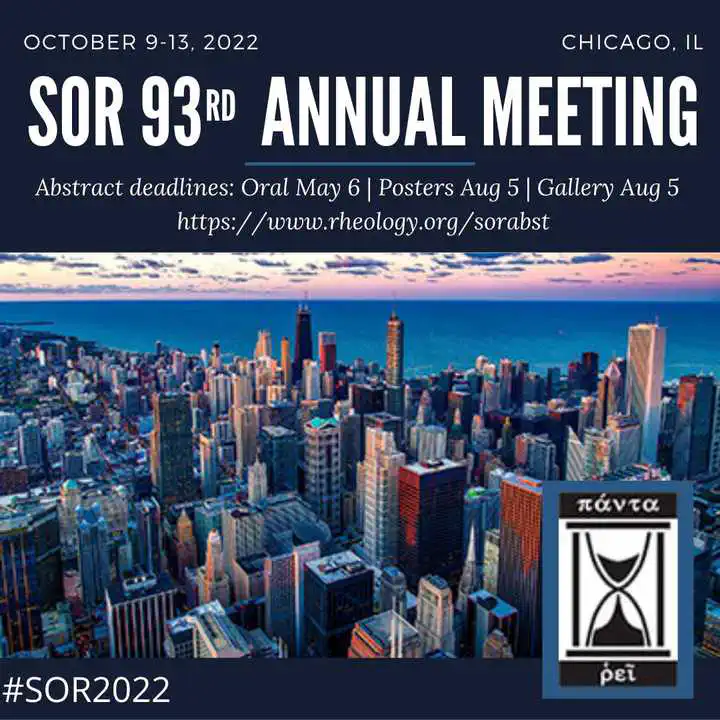 OCTOBER 9-13, 2022
CHICAGO, IL
SOR 93RD ANNUAL MEETING
Abstract deadlines: Oral May 6 | Posters Aug 5 | Gallery Aug 5
https://www.rheology.org/sorabst
πάντα
ῥεῖ
#SOR2022